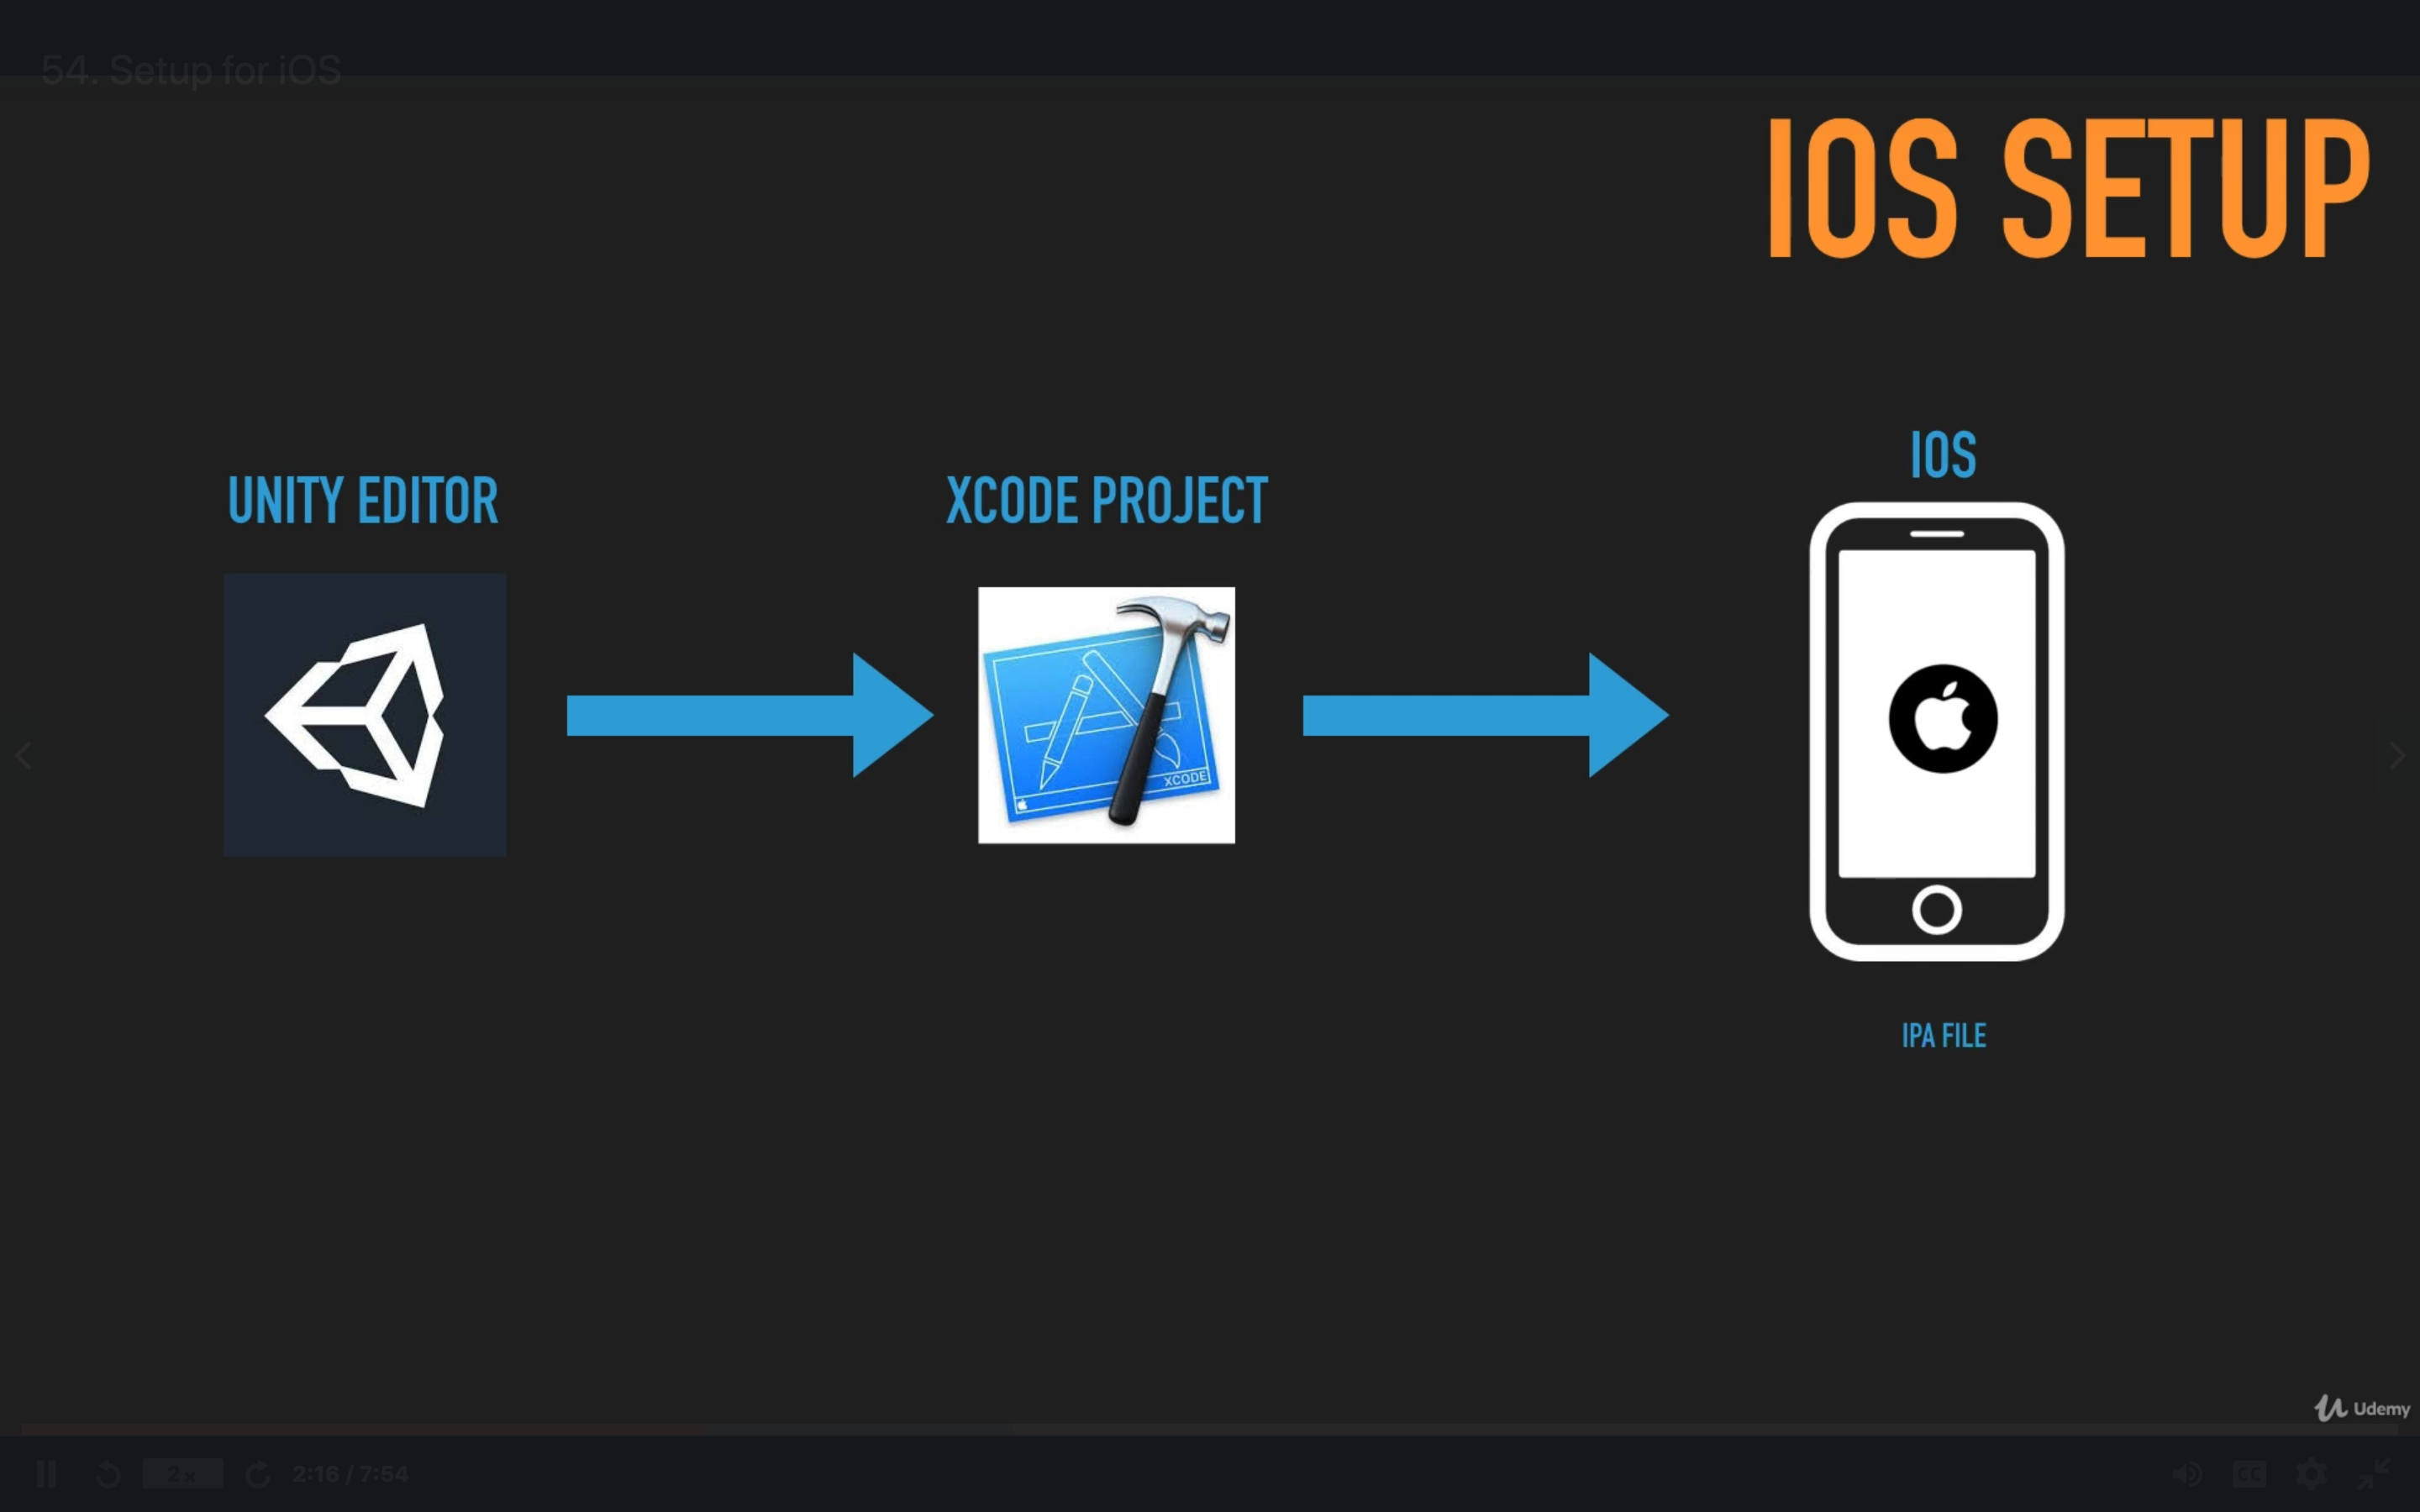 54. Setup for iOS
IOS SETUP
UNITY EDITOR
XCODE PROJECT
IOS
XCODE
IPA FILE
Udemy
2x
2:16 / 7:54
CC